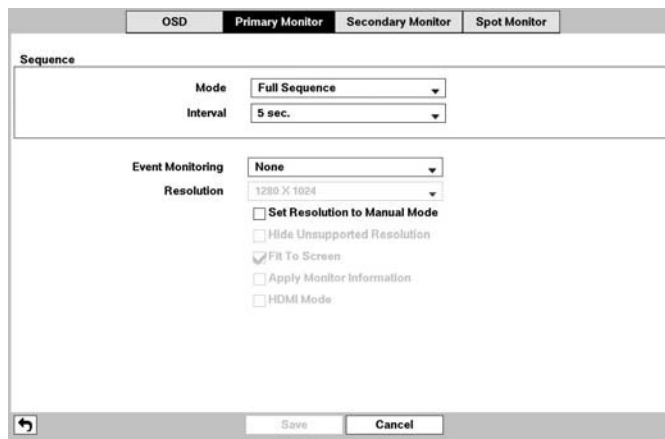 OSD Primary Monitor Secondary Monitor Spot Monitor
Sequence
Mode Full Sequence
Interval 5 sec.
Event Monitoring None
Resolution 1280 X 1024
Set Resolution to Manual Mode
Hide Unsupported Resolution
Fit To Screen
Apply Monitor Information
HDMI Mode
Save Cancel